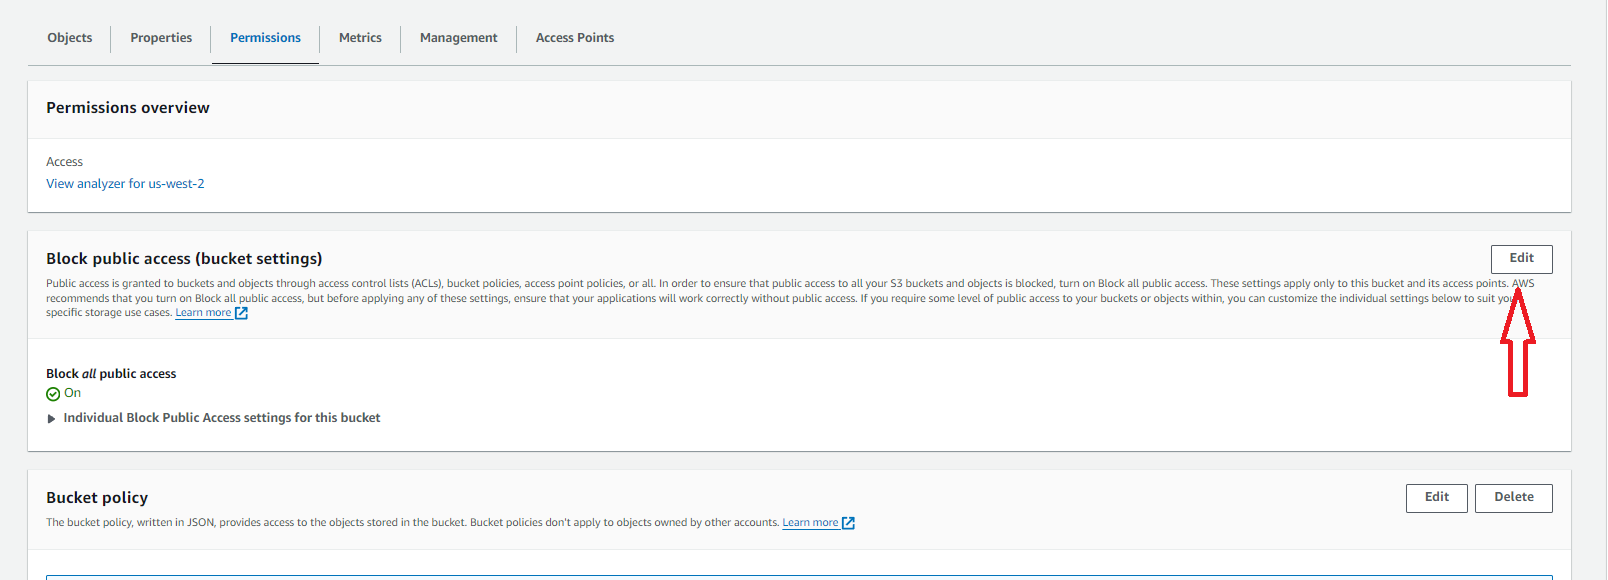 Objects Properties Permissions Metrics Management Access Points
Permissions overview
Access
View analyzer for us-west-2
Block public access (bucket settings)
Edit
Public access is granted to buckets and objects through access control lists (ACLs), bucket policies, access point policies, or all. In order to ensure that public access to all your S3 buckets and objects is blocked, turn on Block all public access. These settings apply only to this bucket and its access points. AWS
recommends that you turn on Block all public access, but before applying any of these settings, ensure that your applications will work correctly without public access. If you require some level of public access to your buckets or objects within, you can customize the individual settings below to suit
specific storage use cases. Learn more
Block all public access
On
Individual Block Public Access settings for this bucket
Bucket policy
Edit Delete
The bucket policy, written in JSON, provides access to the objects stored in the bucket. Bucket policies don't apply to objects owned by other accounts. Learn more